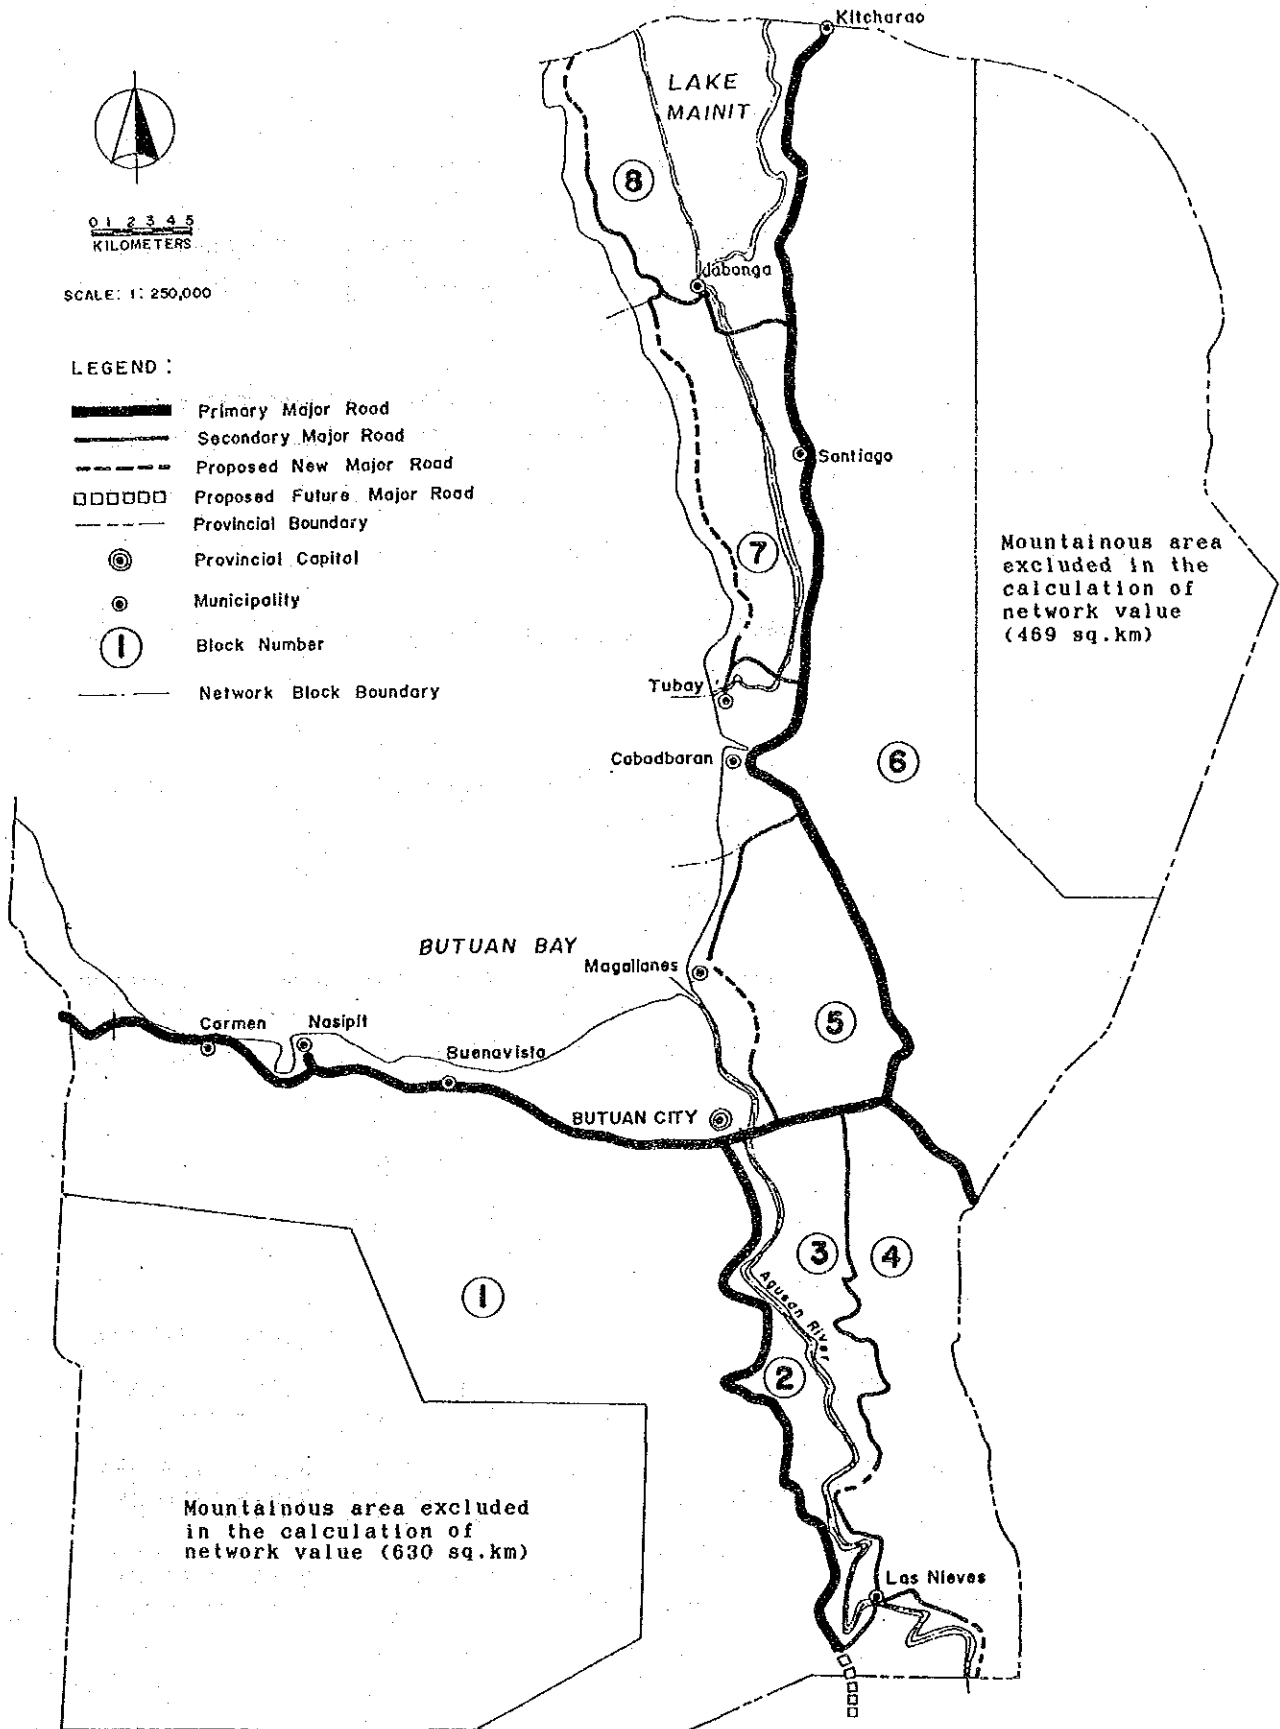 Kitcharao
LAKE
MAINIT
8
0 1 2 3 4 5
KILOMETERS
Jabonga
SCALE: 1: 250,000
LEGEND :
Primary Major Road
Secondary Major Road
Proposed New Major Road
Proposed Future Major Road
Provincial Boundary
Provincial Capital
Municipality
1
Block Number
Network Block Boundary
Santiago
7
Mountainous area
excluded in the
calculation of
network value
(469 sq.km)
Tubay
Cabadbaran
6
BUTUAN BAY
Magallanes
5
Carmen
Nasipit
Buenavista
BUTUAN CITY
3
4
1
Agusan River
2
Mountainous area excluded
in the calculation of
network value (630 sq.km)
Las Nieves